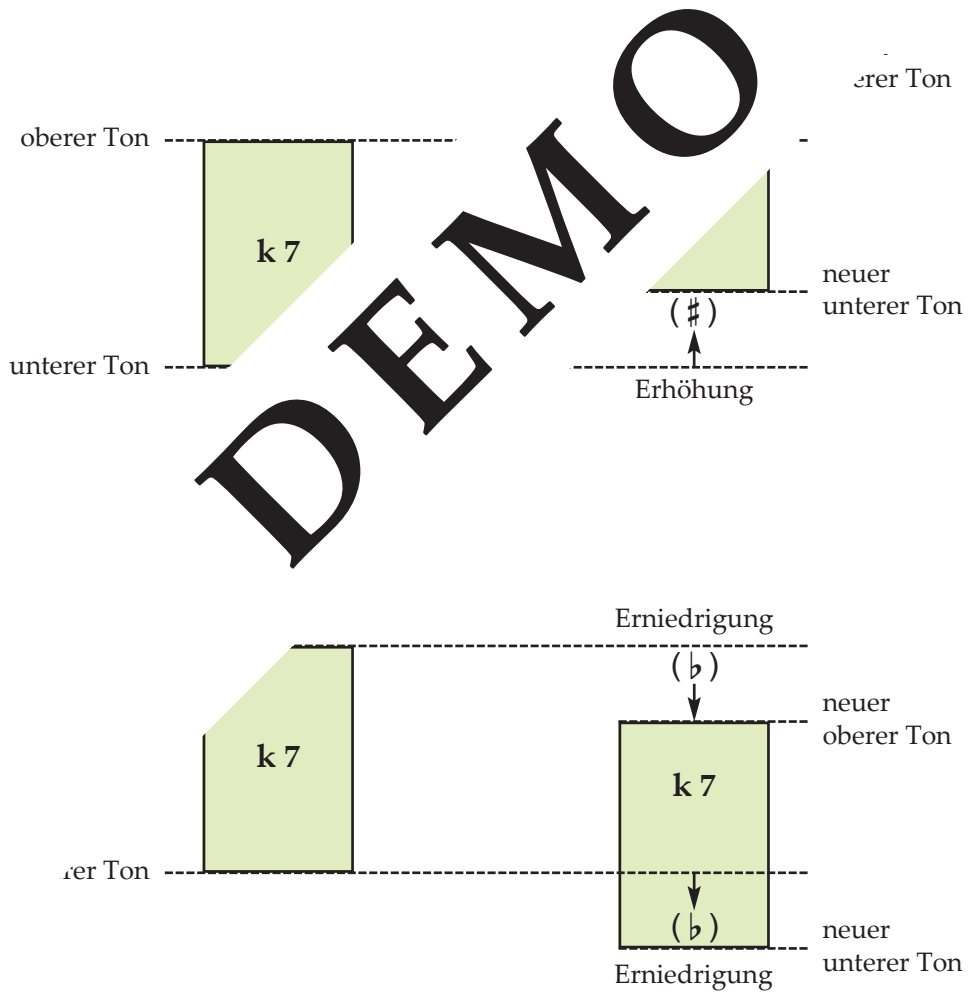 DEMO
erer Ton
oberer Ton
k 7
neuer
unterer Ton
(♯)
unterer Ton
Erhöhung
Erniedrigung
(♭)
neuer
oberer Ton
k 7
k 7
rer Ton
(♭)
neuer
unterer Ton
Erniedrigung